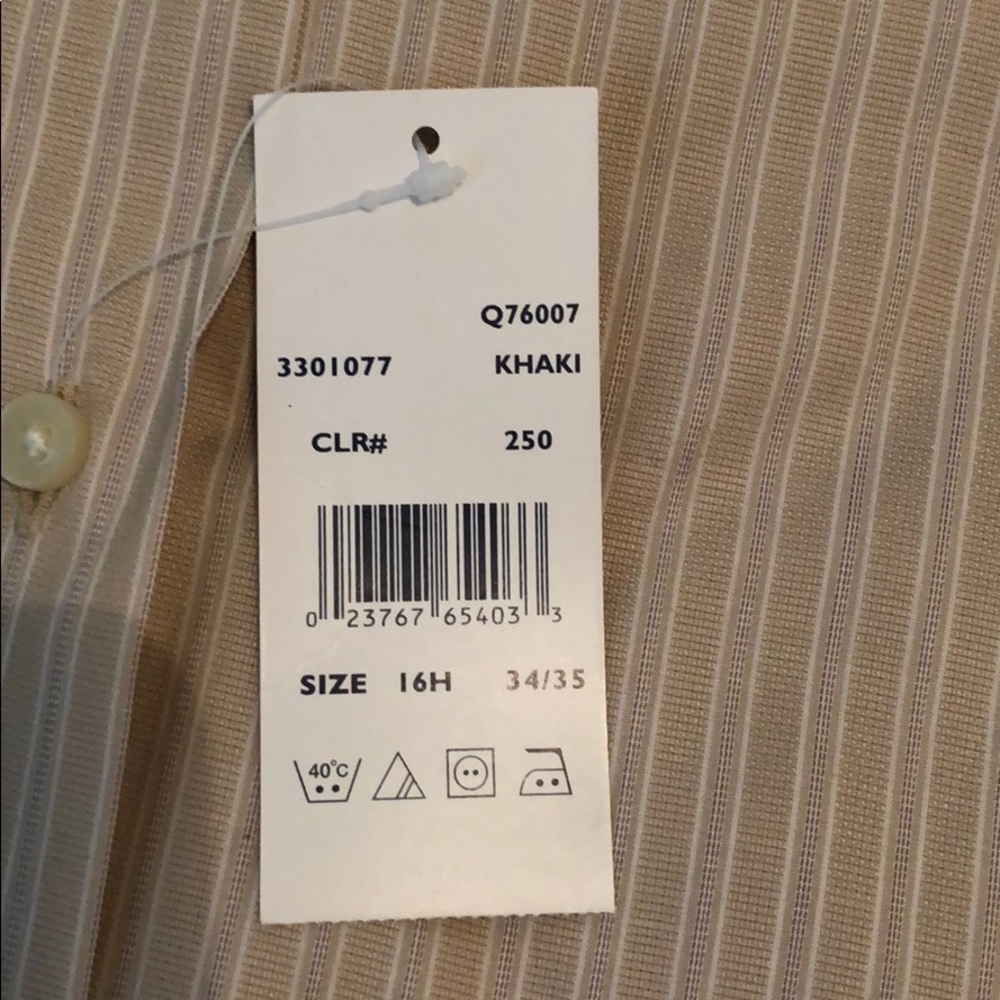 Q76007
3301077 KHAKI
CLR# 250
0 23767 65403 3
SIZE 16H 34/35
40°C